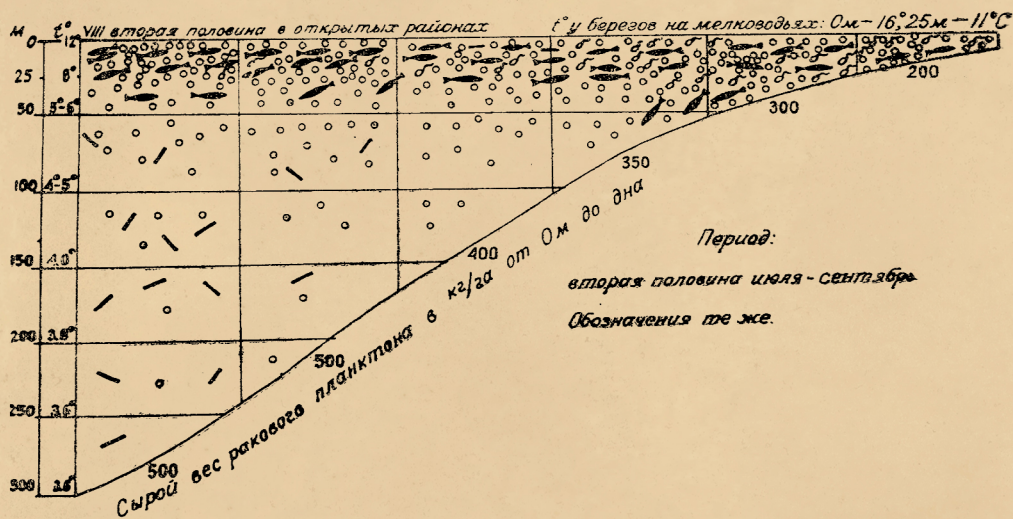 м t° VIII вторая половина в открытых районах t° у берегов на мелководьях: 0м-16°, 25м-11°С
0 12°
25 8°
50 5°-6°
100 4°-5°
150 4.0°
200 3.8°
250 3.6°
300 3.6°
200
300
350
400
500
500
Сырой вес ракового планктона в кг/га от 0 м до дна
Период:
вторая половина июля-сентябрь
Обозначения те же.